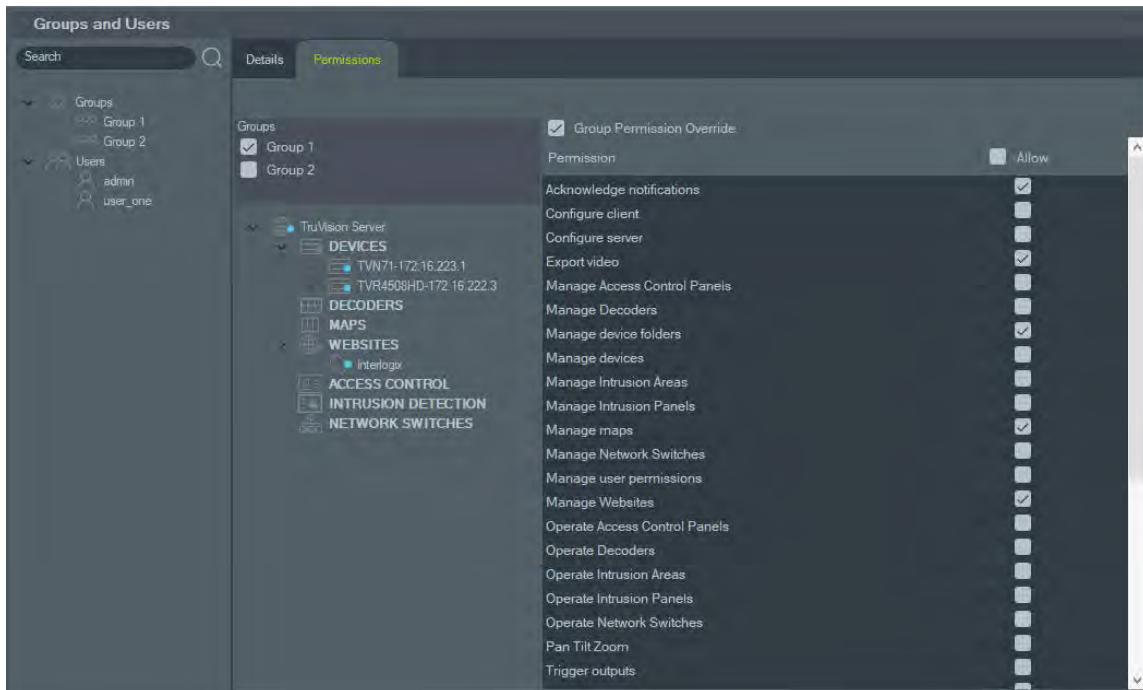 Groups and Users
Search
Groups
Group 1
Group 2
Users
admin
user_one
Details
Permissions
Groups
Group 1
Group 2
TruVision Server
DEVICES
TVN71-172.16.223.1
TVR4508HD-172.16.222.3
DECODERS
MAPS
WEBSITES
interlogix
ACCESS CONTROL
INTRUSION DETECTION
NETWORK SWITCHES
Group Permission Override
Permission Allow
Acknowledge notifications
Configure client
Configure server
Export video
Manage Access Control Panels
Manage Decoders
Manage device folders
Manage devices
Manage Intrusion Areas
Manage Intrusion Panels
Manage maps
Manage Network Switches
Manage user permissions
Manage Websites
Operate Access Control Panels
Operate Decoders
Operate Intrusion Areas
Operate Intrusion Panels
Operate Network Switches
Pan Tilt Zoom
Trigger outputs